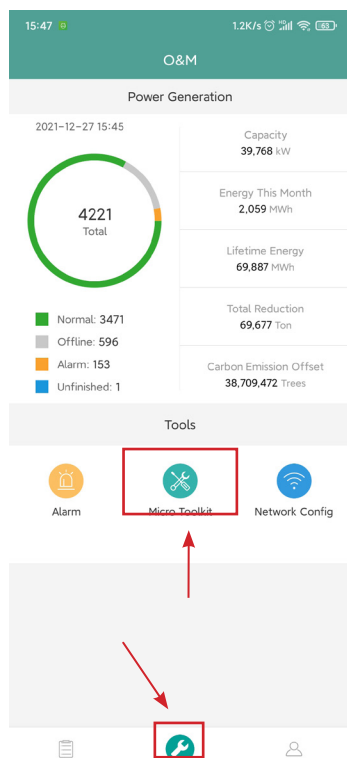 15:47
1.2K/s
63
O&M
Power Generation
2021-12-27 15:45
4221
Total
Normal: 3471
Offline: 596
Alarm: 153
Unfinished: 1
Capacity
39,768 kW
Energy This Month
2,059 MWh
Lifetime Energy
69,887 MWh
Total Reduction
69,677 Ton
Carbon Emission Offset
38,709,472 Trees
Tools
Alarm
Micro Toolkit
Network Config